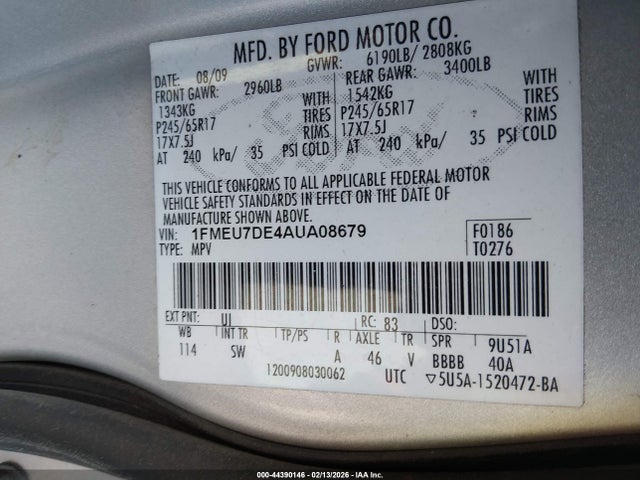 MFD. BY FORD MOTOR CO.
DATE: 08/09 GVWR: 6190LB/ 2808KG
FRONT GAWR: 2960LB REAR GAWR: 3400LB
1343KG WITH 1542KG WITH
P245/65R17 TIRES P245/65R17 TIRES
17X7.5J RIMS 17X7.5J RIMS
AT 240 kPa/ 35 PSI COLD AT 240 kPa/ 35 PSI COLD
THIS VEHICLE CONFORMS TO ALL APPLICABLE FEDERAL MOTOR
VEHICLE SAFETY STANDARDS IN EFFECT ON THE DATE OF
MANUFACTURE SHOWN ABOVE.
VIN: 1FMEU7DE4AUA08679 F0186
TYPE: MPV T0276
EXT PNT: UI RC: 83 DSO:
WB INT TR TP/PS R AXLE TR SPR 9U51A
114 SW A 46 V BBBB 40A
1200908030062 UTC ▽5U5A-1520472-BA
000-44390146 - 02/13/2026 - IAA Inc.